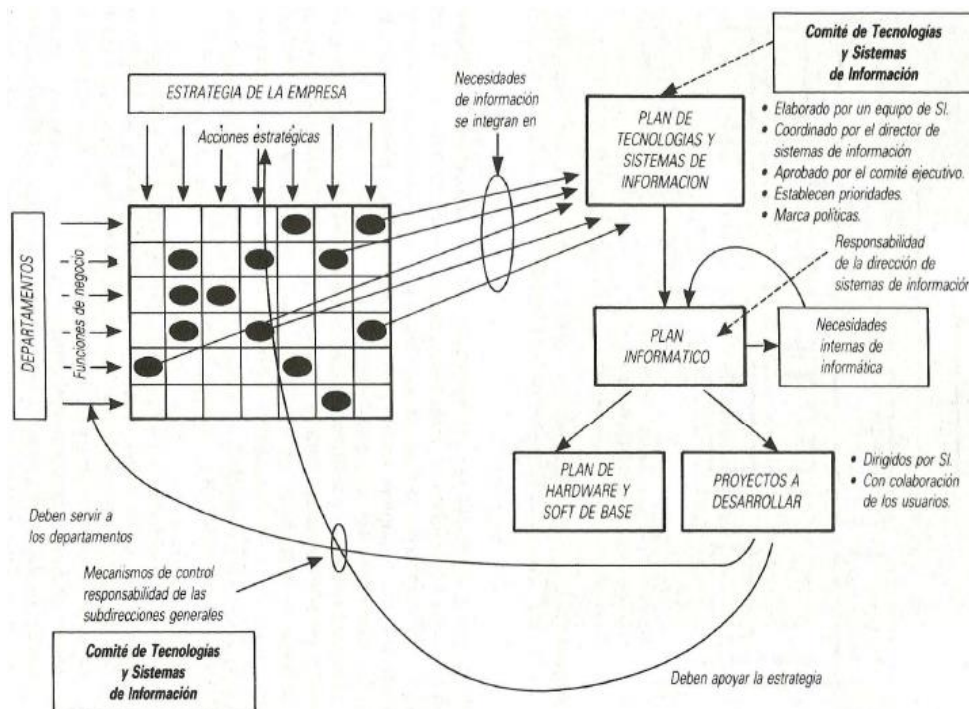 ESTRATEGIA DE LA EMPRESA
Acciones estratégicas
DEPARTAMENTOS
Funciones de negocio
Necesidades
de información
se integran en
Comité de Tecnologías
y Sistemas
de Información
PLAN DE
TECNOLOGIAS Y
SISTEMAS DE
INFORMACION
• Elaborado por un equipo de SI.
• Coordinado por el director de
sistemas de información
• Aprobado por el comité ejecutivo.
• Establecen prioridades.
• Marca políticas.
Responsabilidad
de la dirección de
sistemas de información
PLAN
INFORMATICO
Necesidades
internas de
informática
PLAN DE
HARDWARE Y
SOFT DE BASE
PROYECTOS A
DESARROLLAR
• Dirigidos por SI.
• Con colaboración
de los usuarios.
Deben servir a
los departamentos
Mecanismos de control
responsabilidad de las
subdirecciones generales
Comité de Tecnologías
y Sistemas
de Información
Deben apoyar la estrategia